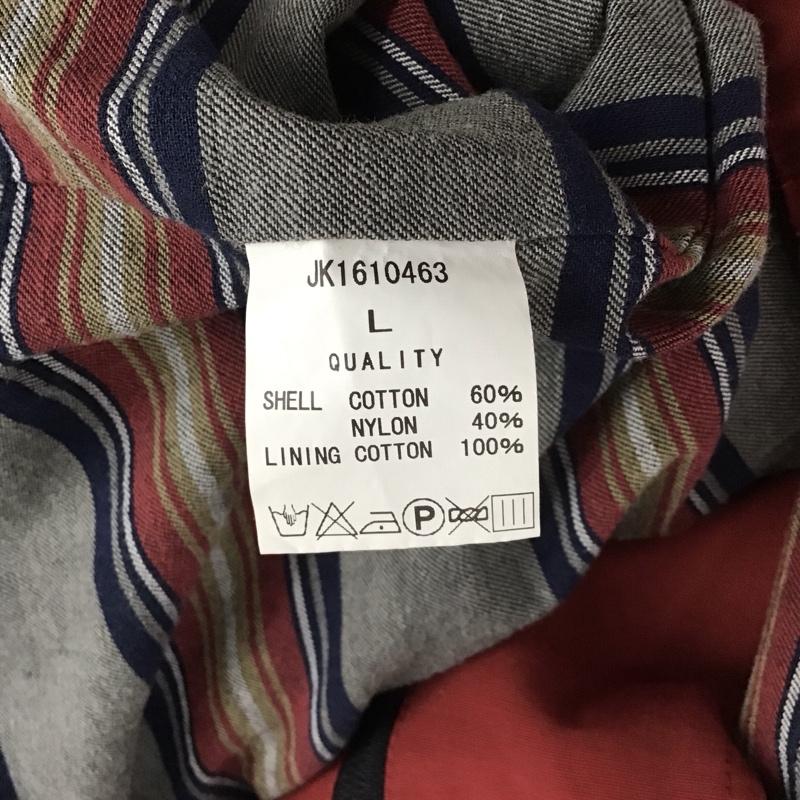 JK1610463
L
QUALITY
SHELL COTTON 60%
NYLON 40%
LINING COTTON 100%
P